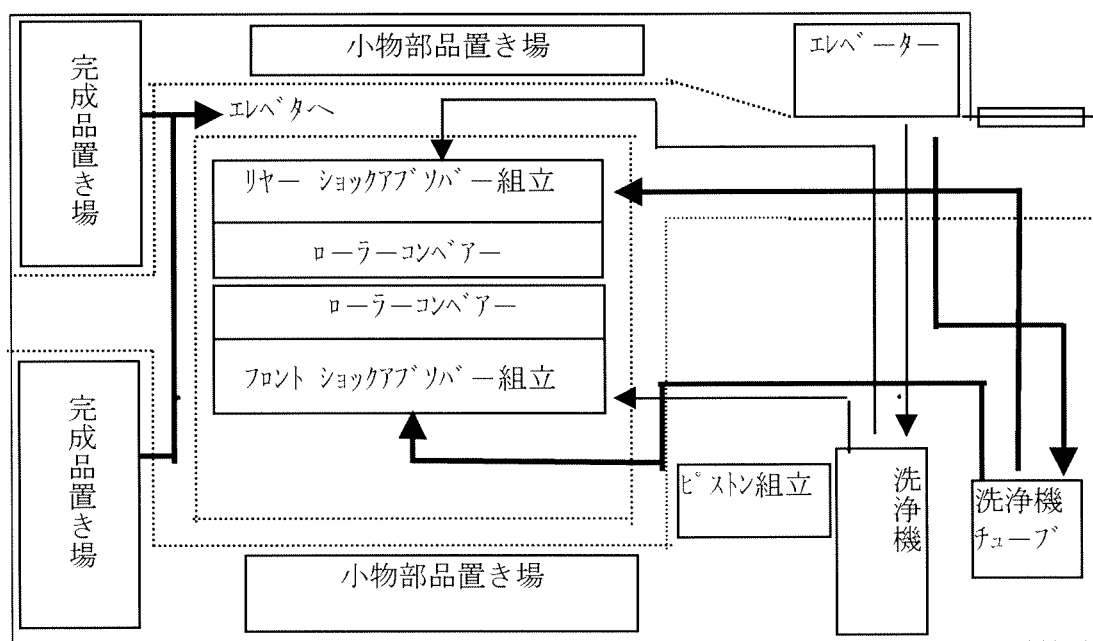 小物部品置き場
エレベーター
完成品置き場
エレベタへ
リヤー ショックアブソバー組立
ローラーコンベアー
ローラーコンベアー
フロント ショックアブソバー組立
完成品置き場
ピストン組立
洗浄機
洗浄機
チューブ
小物部品置き場